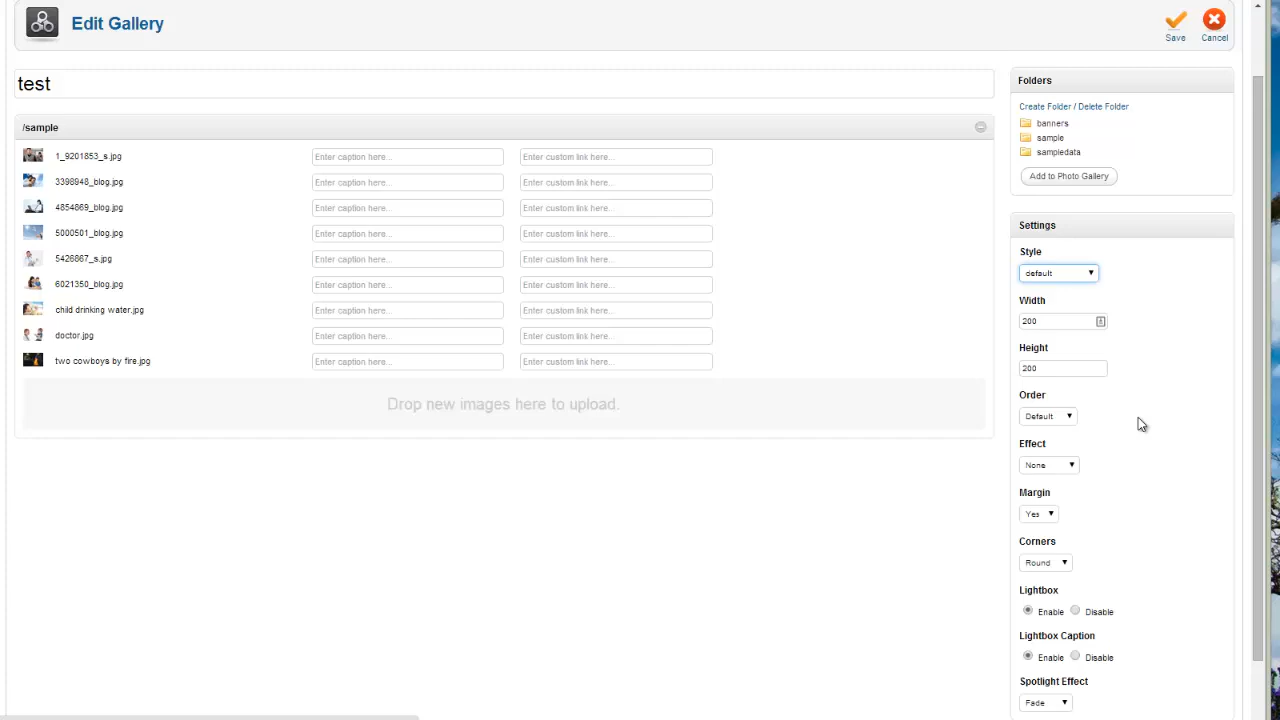 Edit Gallery
Save
Cancel
test
/sample
1_9201853_s.jpg
Enter caption here...
Enter custom link here...
3398948_blog.jpg
Enter caption here...
Enter custom link here...
4854869_blog.jpg
Enter caption here...
Enter custom link here...
5000501_blog.jpg
Enter caption here...
Enter custom link here...
5426867_s.jpg
Enter caption here...
Enter custom link here...
6021350_blog.jpg
Enter caption here...
Enter custom link here...
child drinking water.jpg
Enter caption here...
Enter custom link here...
doctor.jpg
Enter caption here...
Enter custom link here...
two cowboys by fire.jpg
Enter caption here...
Enter custom link here...
Drop new images here to upload.
Folders
Create Folder / Delete Folder
banners
sample
sampledata
Add to Photo Gallery
Settings
Style
default
Width
200
Height
200
Order
Default
Effect
None
Margin
Yes
Corners
Round
Lightbox
Enable Disable
Lightbox Caption
Enable Disable
Spotlight Effect
Fade